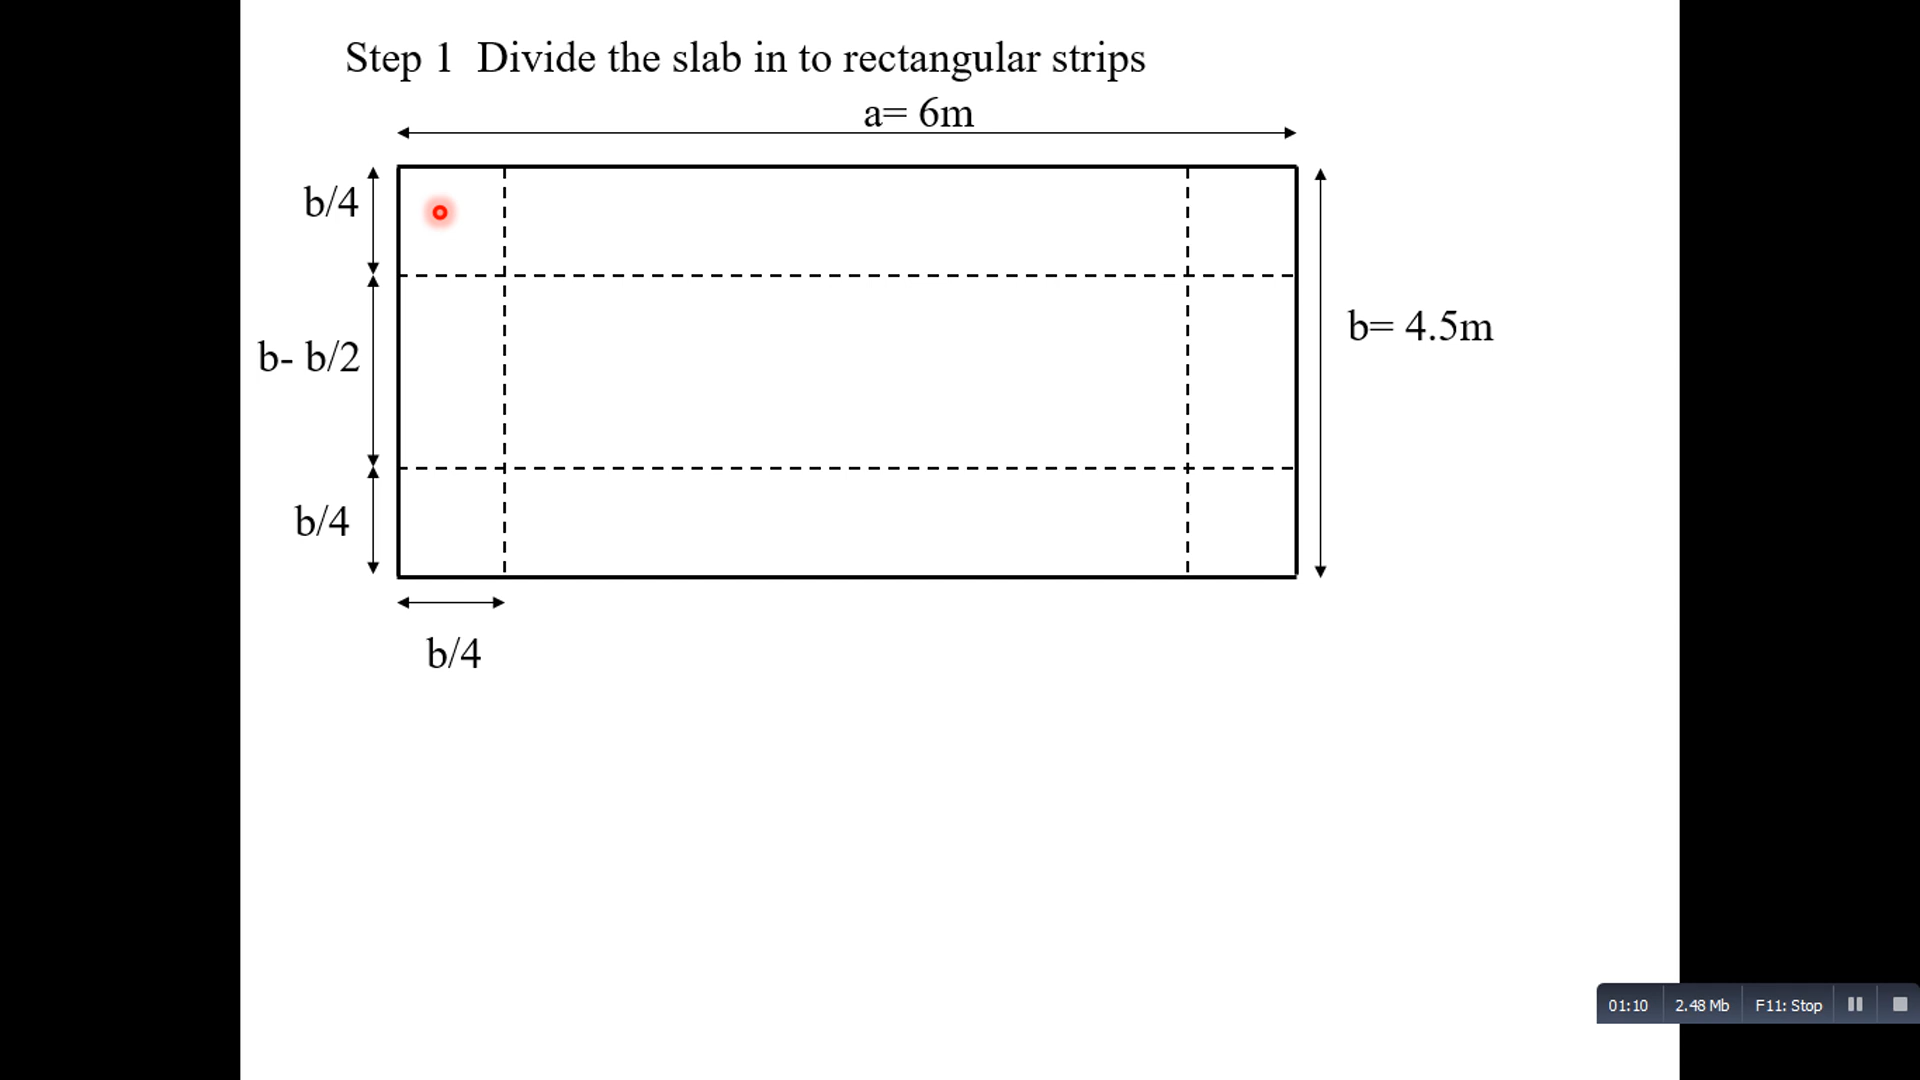 Step 1 Divide the slab in to rectangular strips
a= 6m
b/4
b- b/2
b= 4.5m
b/4
b/4
01:10 2.48 Mb F11: Stop